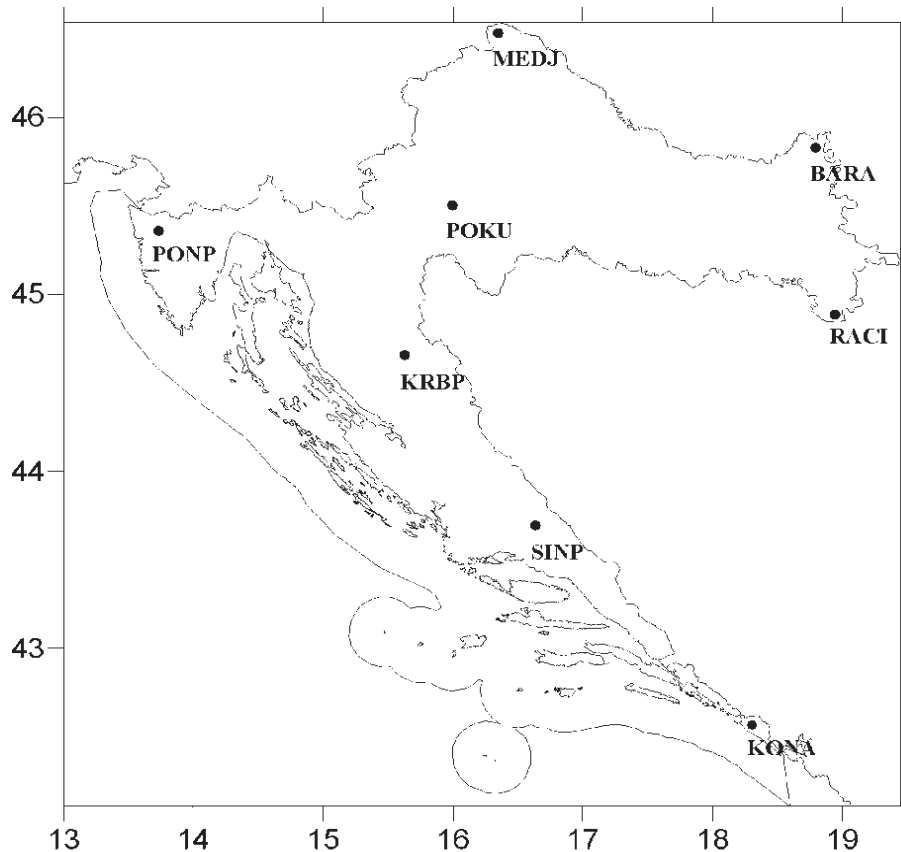 MEDJ
46
BARA
POKU
PONP
45
RACI
KRBP
44
SINP
43
KONA
13 14 15 16 17 18 19